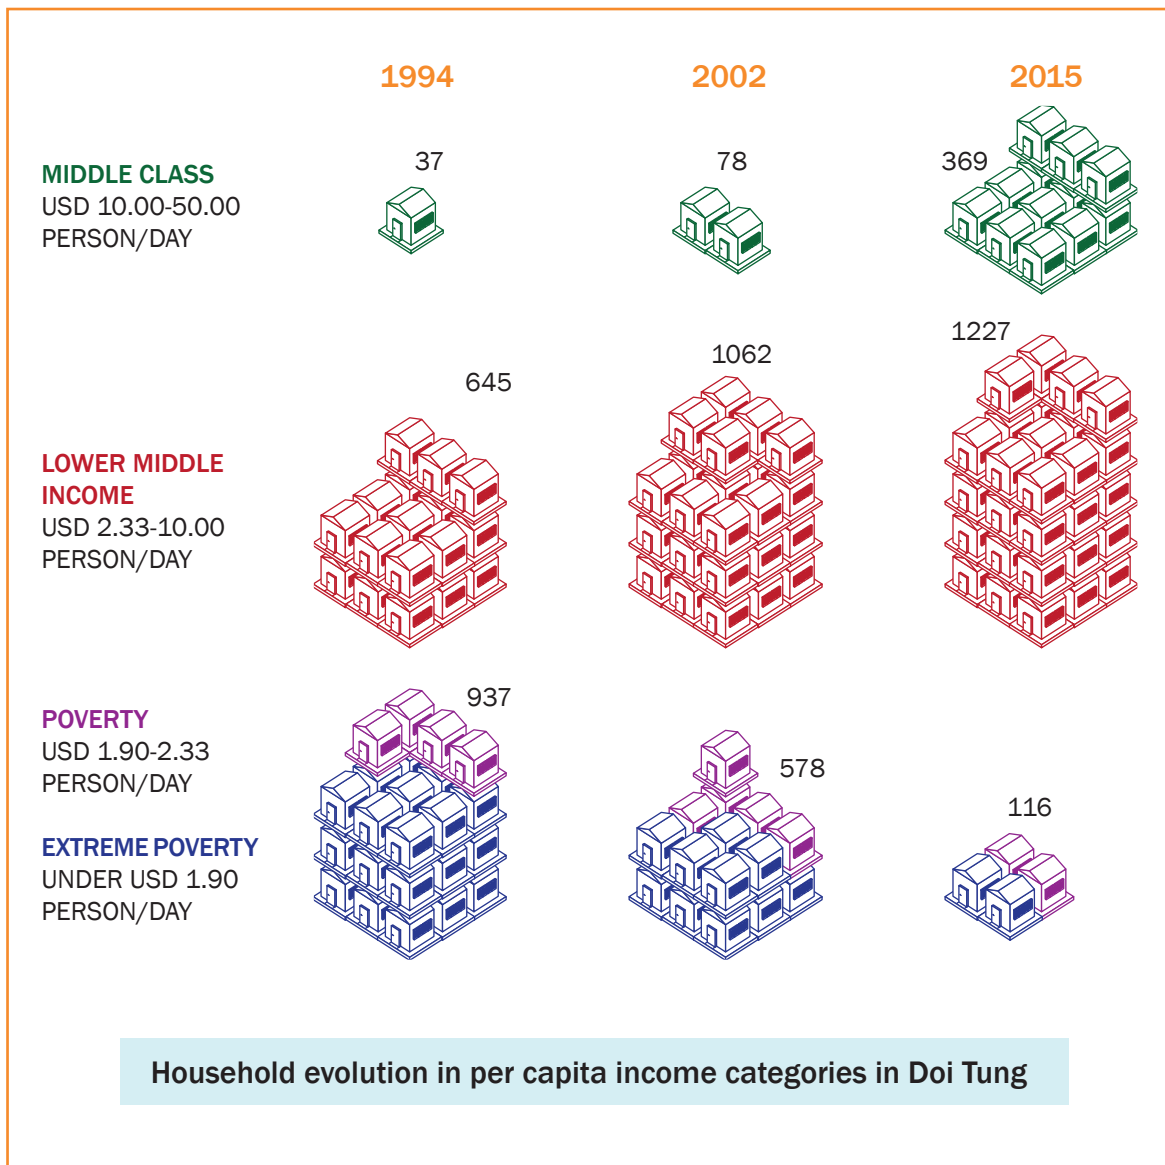 1994 2002 2015
MIDDLE CLASS
USD 10.00-50.00
PERSON/DAY
37
78
369
LOWER MIDDLE
INCOME
USD 2.33-10.00
PERSON/DAY
645
1062
1227
POVERTY
USD 1.90-2.33
PERSON/DAY
EXTREME POVERTY
UNDER USD 1.90
PERSON/DAY
937
578
116
Household evolution in per capita income categories in Doi Tung